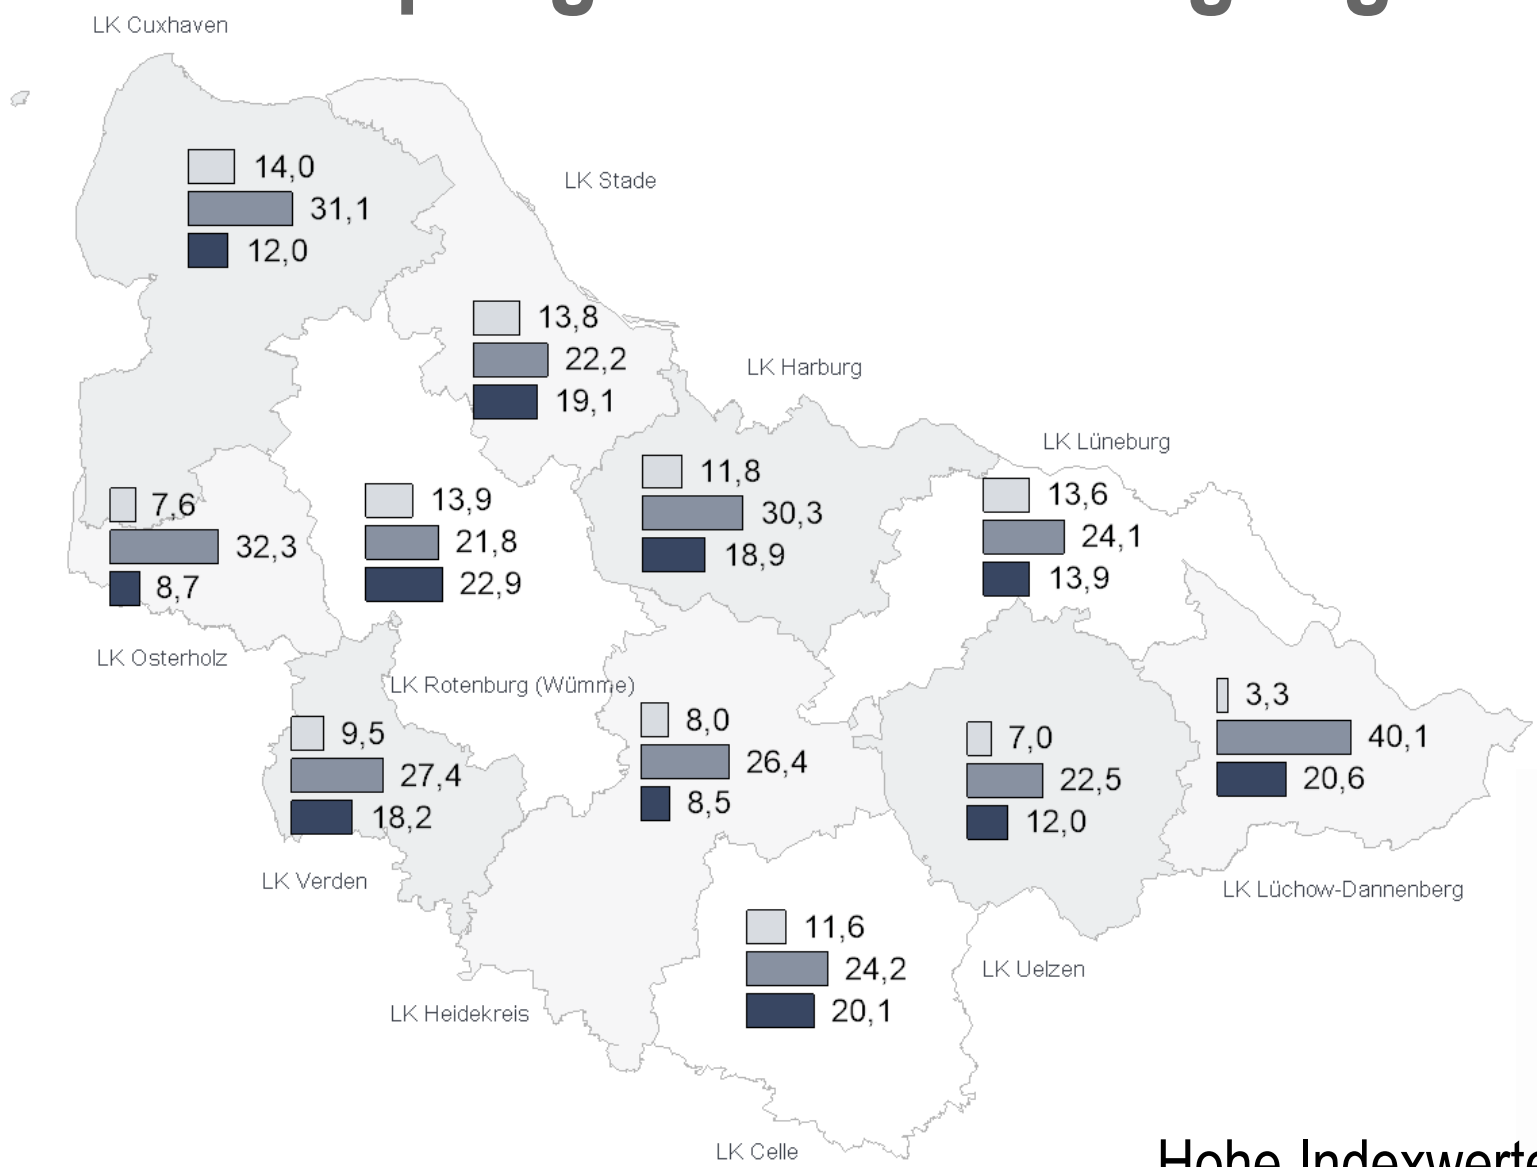 LK Cuxhaven
14,0
31,1
12,0
LK Stade
13,8
22,2
19,1
LK Harburg
11,8
30,3
18,9
LK Lüneburg
13,6
24,1
13,9
7,6
32,3
8,7
LK Osterholz
13,9
21,8
22,9
LK Rotenburg (Wümme)
9,5
27,4
18,2
LK Verden
8,0
26,4
8,5
LK Heidekreis
7,0
22,5
12,0
LK Uelzen
3,3
40,1
20,6
LK Lüchow-Dannenberg
11,6
24,2
20,1
LK Celle
Hohe Indexwerte